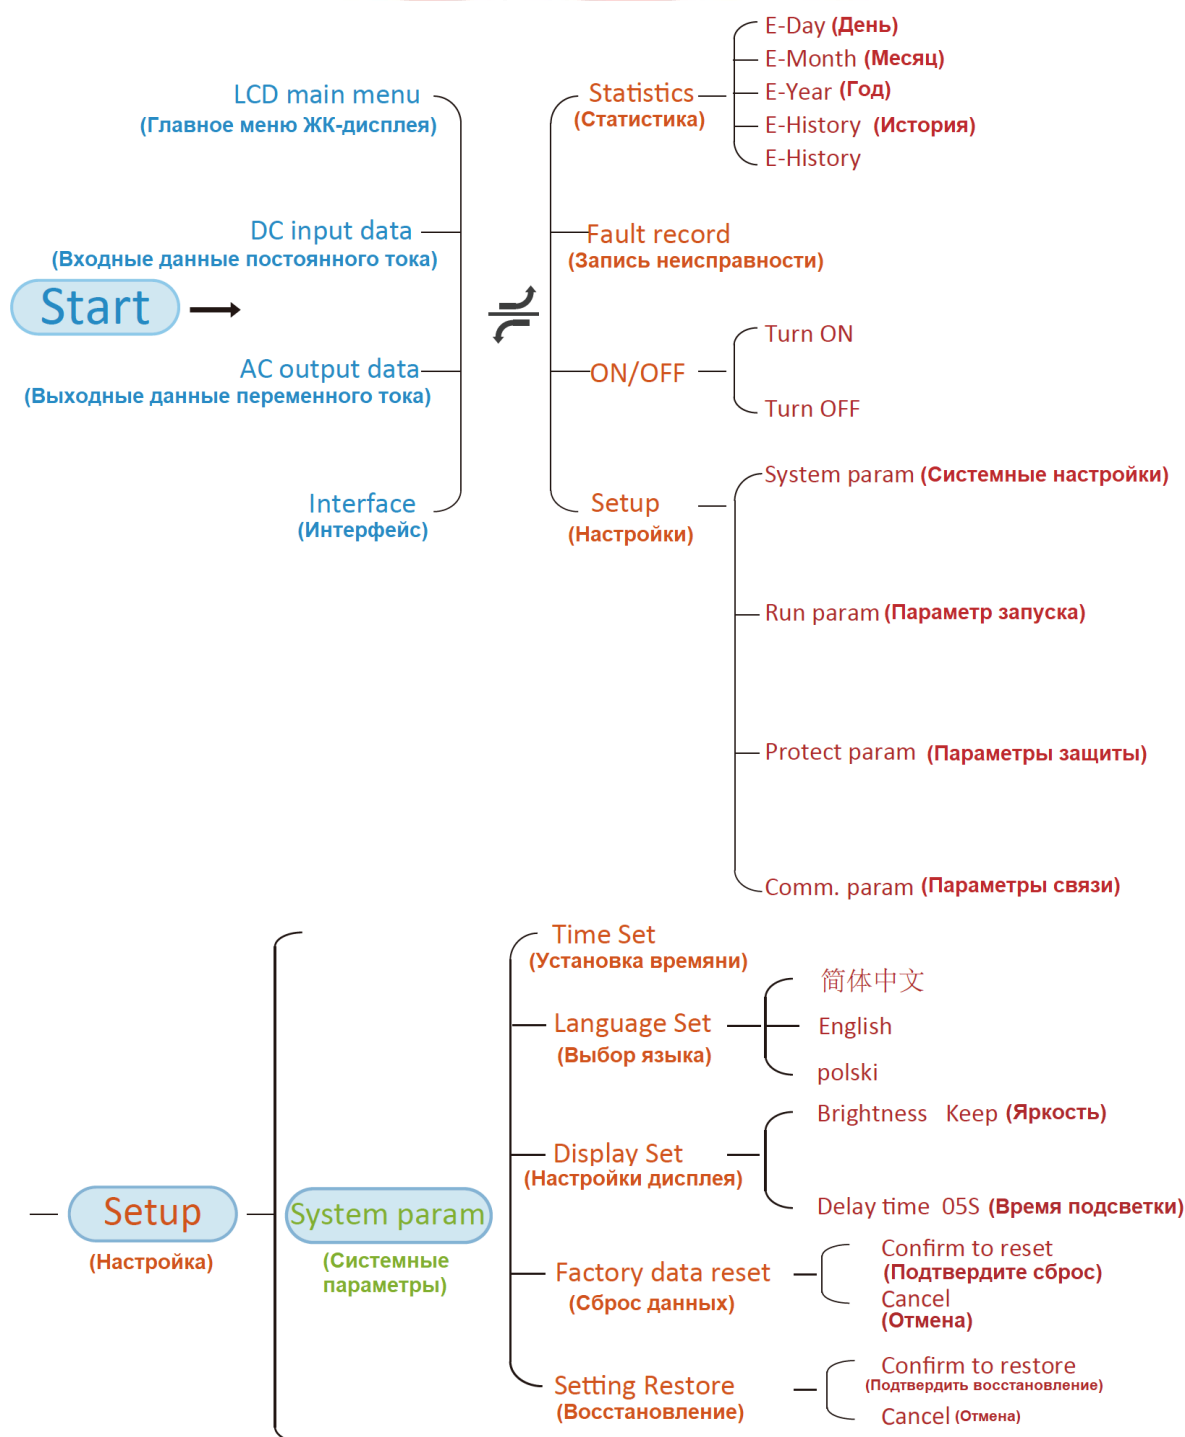 LCD main menu
(Главное меню ЖК-дисплея)
DC input data
(Входные данные постоянного тока)
Start
AC output data
(Выходные данные переменного тока)
Interface
(Интерфейс)
Statistics
(Статистика)
E-Day (День)
E-Month (Месяц)
E-Year (Год)
E-History (История)
E-History
Fault record
(Запись неисправности)
ON/OFF
Turn ON
Turn OFF
Setup
(Настройки)
System param (Системные настройки)
Run param (Параметр запуска)
Protect param (Параметры защиты)
Comm. param (Параметры связи)
Setup
(Настройка)
System param
(Системные
параметры)
Time Set
(Установка времяни)
Language Set
(Выбор языка)
简体中文
English
polski
Display Set
(Настройки дисплея)
Brightness Keep (Яркость)
Delay time 05S (Время подсветки)
Factory data reset
(Сброс данных)
Confirm to reset
(Подтвердите сброс)
Cancel
(Отмена)
Setting Restore
(Восстановление)
Confirm to restore
(Подтвердить восстановление)
Cancel (Отмена)